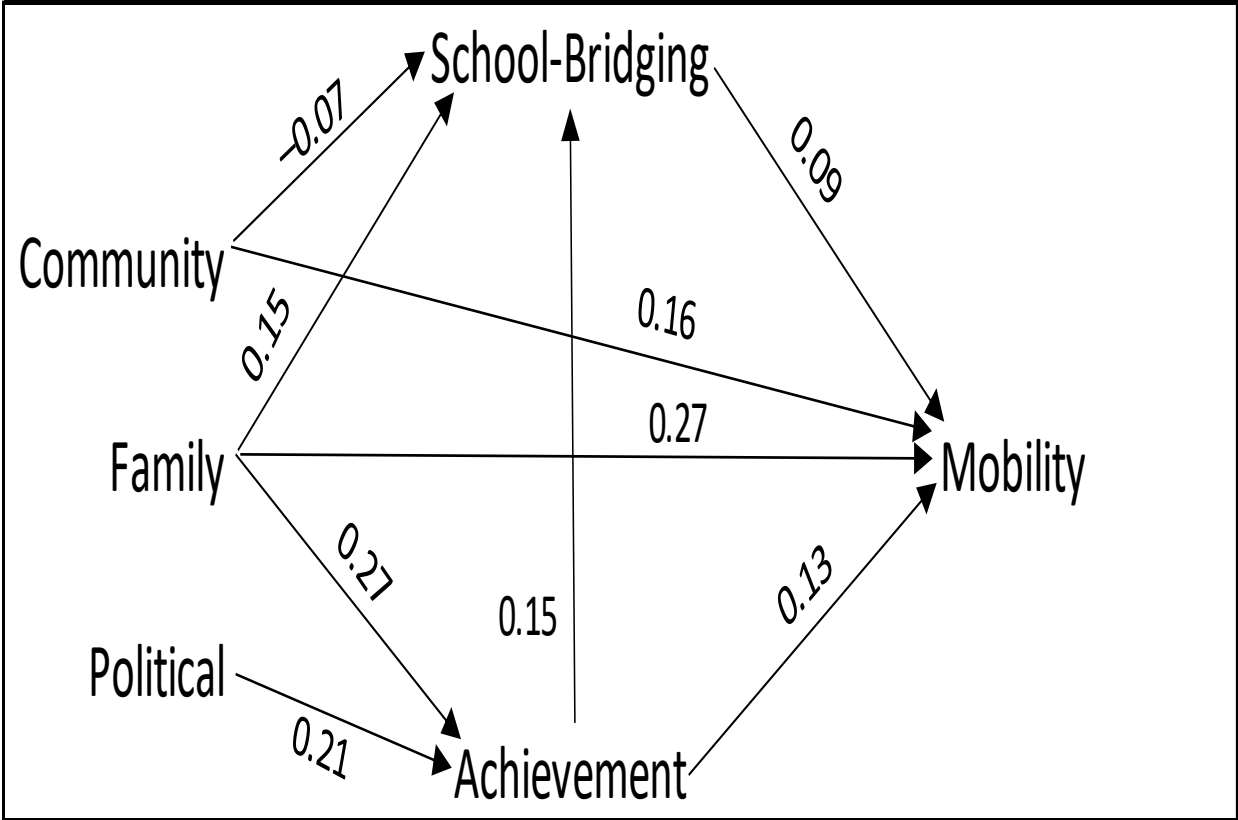 School-Bridging
–0.07
0.09
Community
0.15
0.16
0.27
Family
Mobility
0.27
0.15
0.13
Political
0.21
Achievement